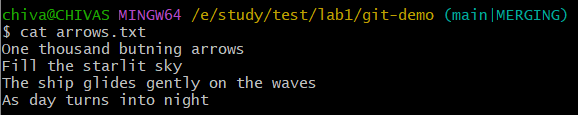 chiva@CHIVAS MINGW64 /e/study/test/lab1/git-demo (main|MERGING)
$ cat arrows.txt
One thousand butning arrows
Fill the starlit sky
The ship glides gently on the waves
As day turns into night